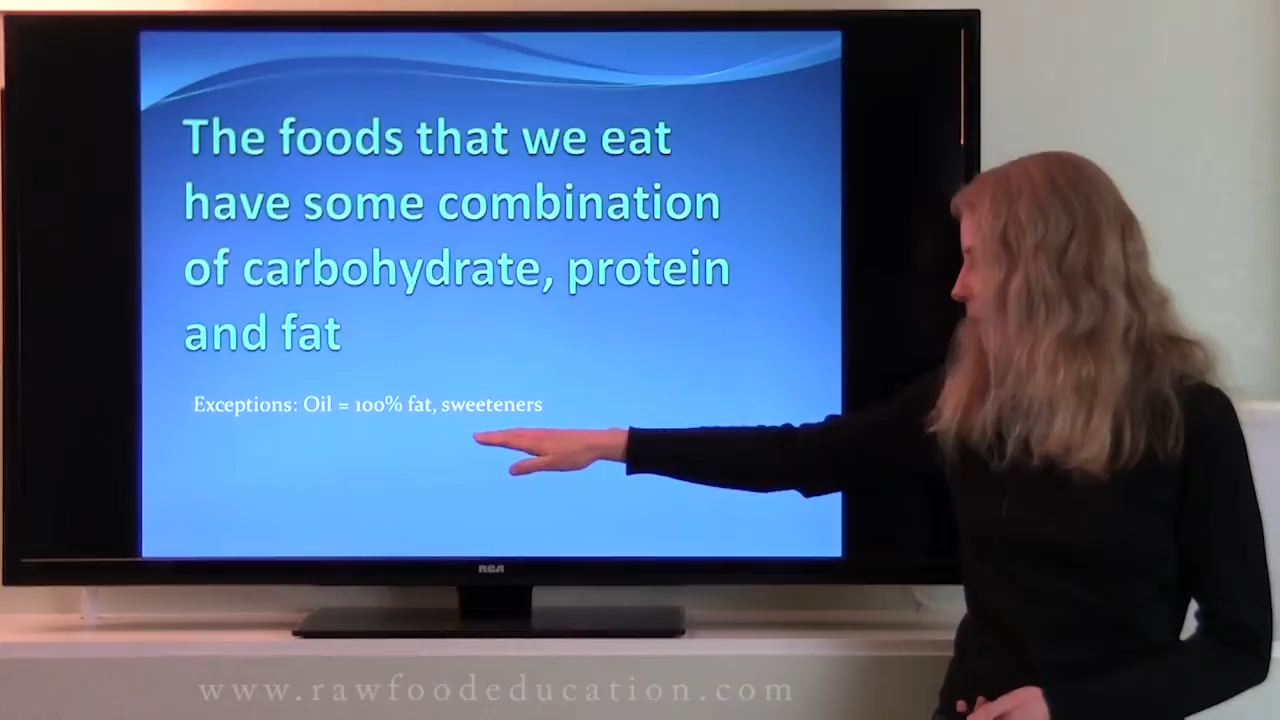 The foods that we eat
have some combination
of carbohydrate, protein
and fat
Exceptions: Oil = 100% fat, sweeteners
RCA
www.rawfoodeducation.com